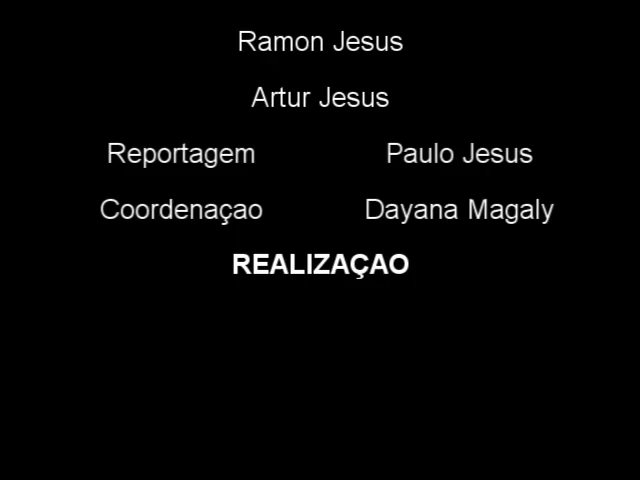 Ramon Jesus
Artur Jesus
Reportagem Paulo Jesus
Coordenaçao Dayana Magaly
REALIZAÇAO